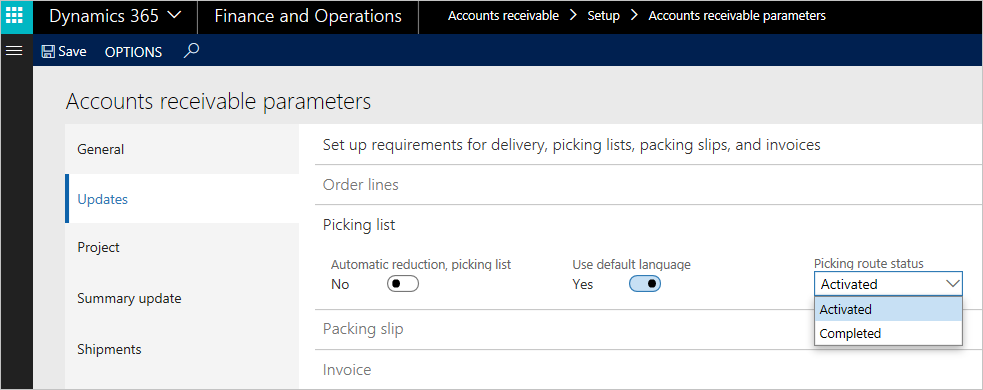 Dynamics 365 Finance and Operations Accounts receivable > Setup > Accounts receivable parameters
Save OPTIONS
Accounts receivable parameters
General
Updates
Project
Summary update
Shipments
Set up requirements for delivery, picking lists, packing slips, and invoices
Order lines
Picking list
Automatic reduction, picking list
No
Use default language
Yes
Picking route status
Activated
Activated
Completed
Packing slip
Invoice